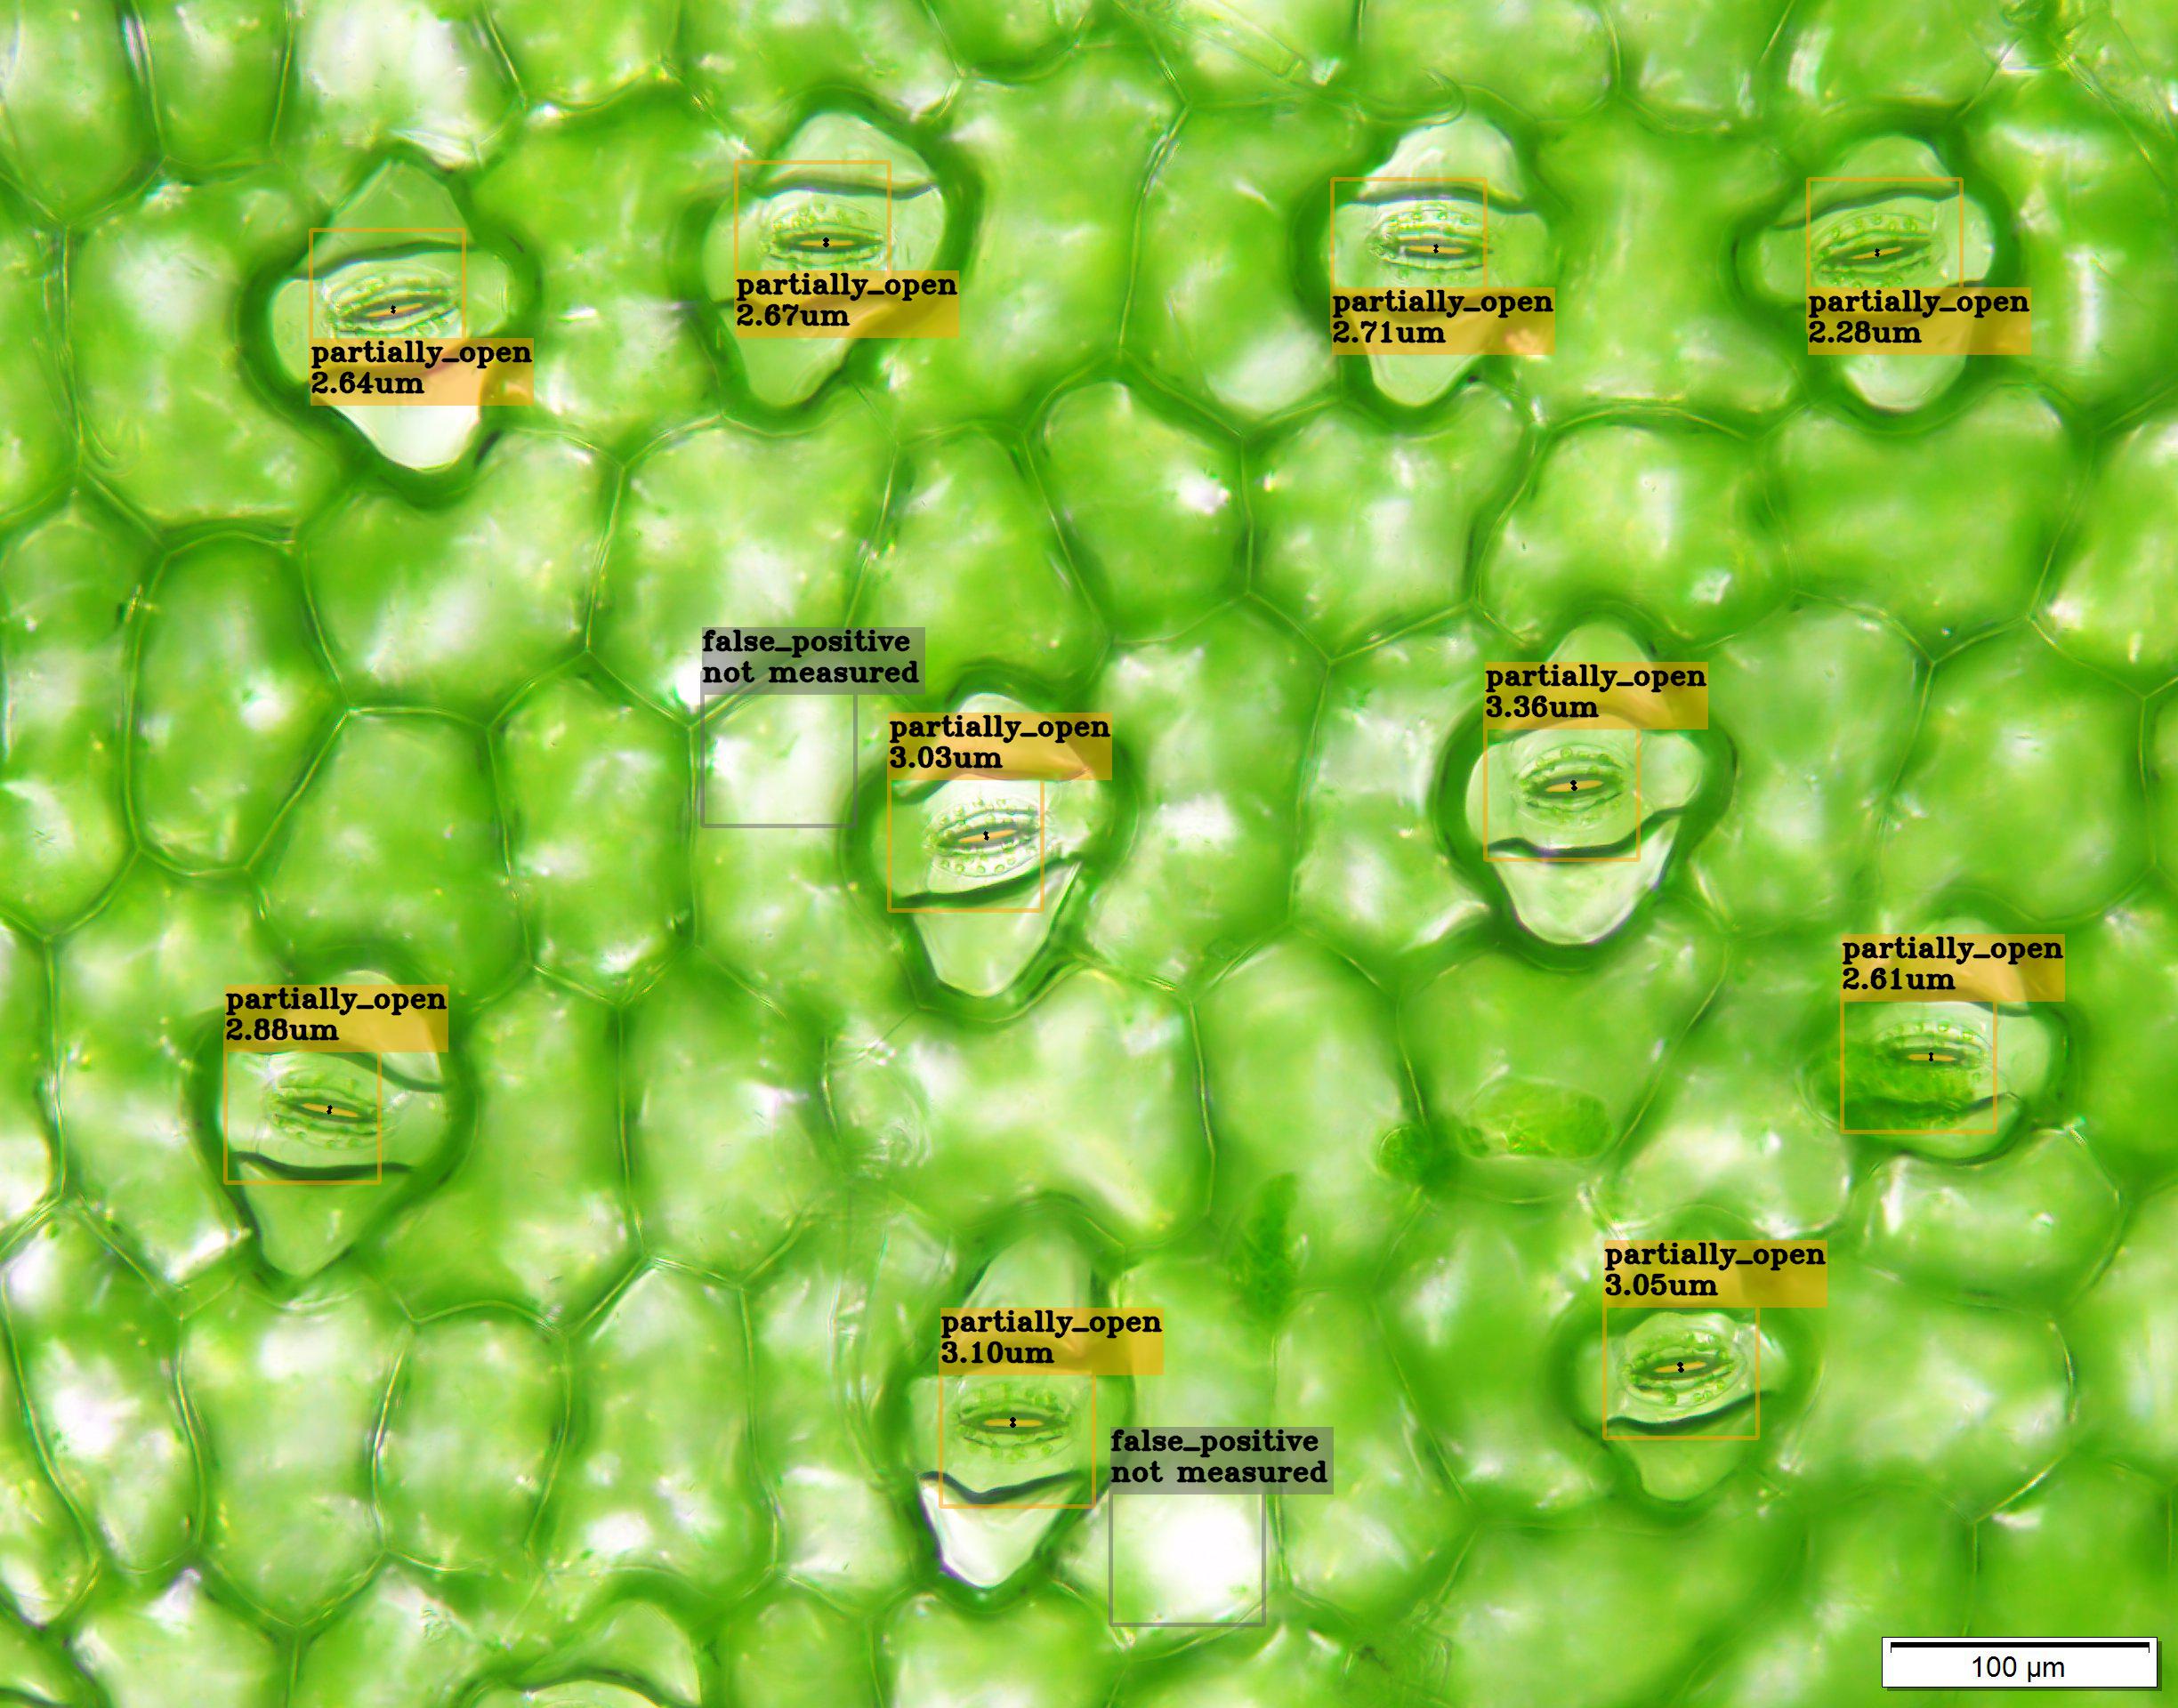 partially_open
2.67um
partially_open
2.71um
partially_open
2.28um
partially_open
2.64um
false_positive
not measured
partially_open
3.36um
partially_open
3.03um
partially_open
2.61um
partially_open
2.88um
partially_open
3.05um
partially_open
3.10um
false_positive
not measured
100 µm